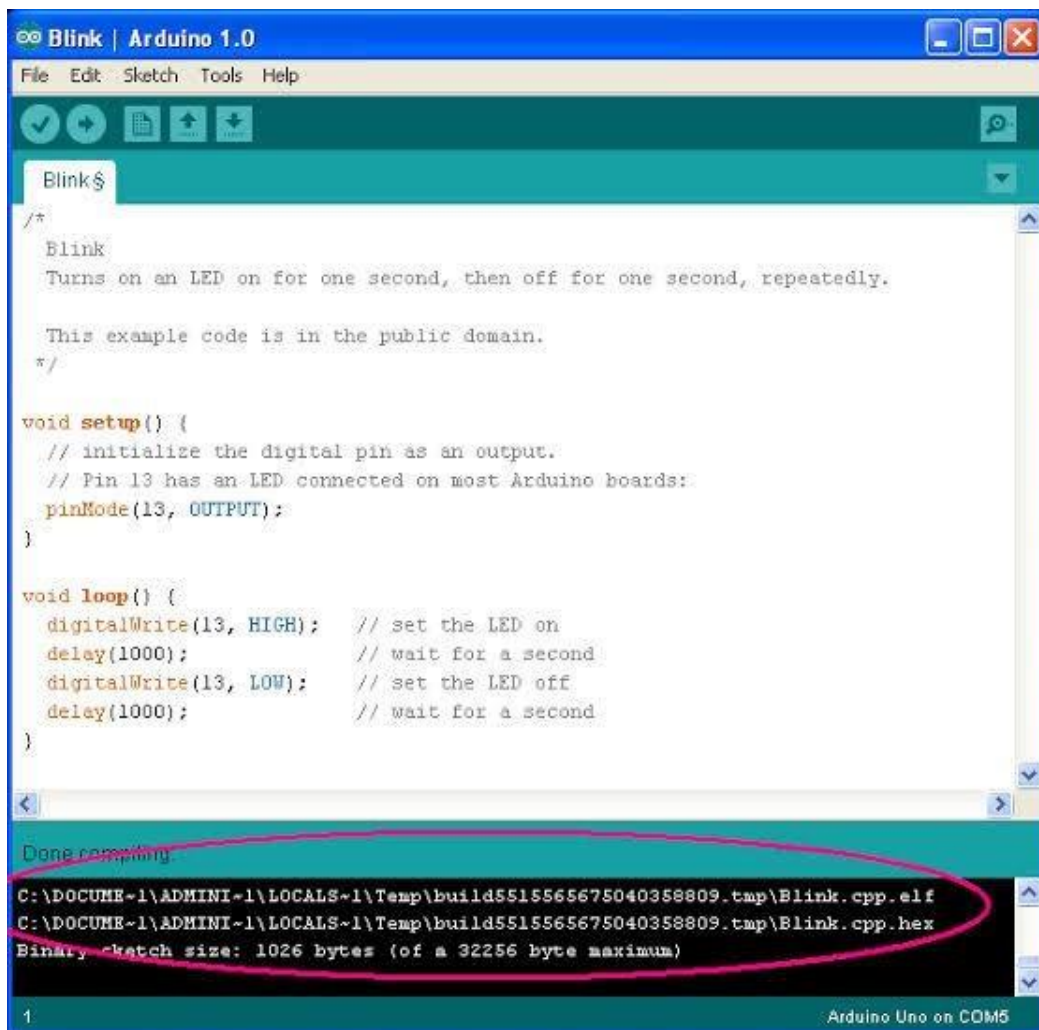 Blink | Arduino 1.0
File Edit Sketch Tools Help
Blink§
/*
  Blink
  Turns on an LED on for one second, then off for one second, repeatedly.

  This example code is in the public domain.
 */

void setup() {
  // initialize the digital pin as an output.
  // Pin 13 has an LED connected on most Arduino boards:
  pinMode(13, OUTPUT);
}

void loop() {
  digitalWrite(13, HIGH);   // set the LED on
  delay(1000);              // wait for a second
  digitalWrite(13, LOW);    // set the LED off
  delay(1000);              // wait for a second
}
Done compiling.
C:\DOCUME~1\ADMINI~1\LOCALS~1\Temp\build5515565675040358809.tmp\Blink.cpp.elf
C:\DOCUME~1\ADMINI~1\LOCALS~1\Temp\build5515565675040358809.tmp\Blink.cpp.hex
Binary sketch size: 1026 bytes (of a 32256 byte maximum)
1 Arduino Uno on COM5